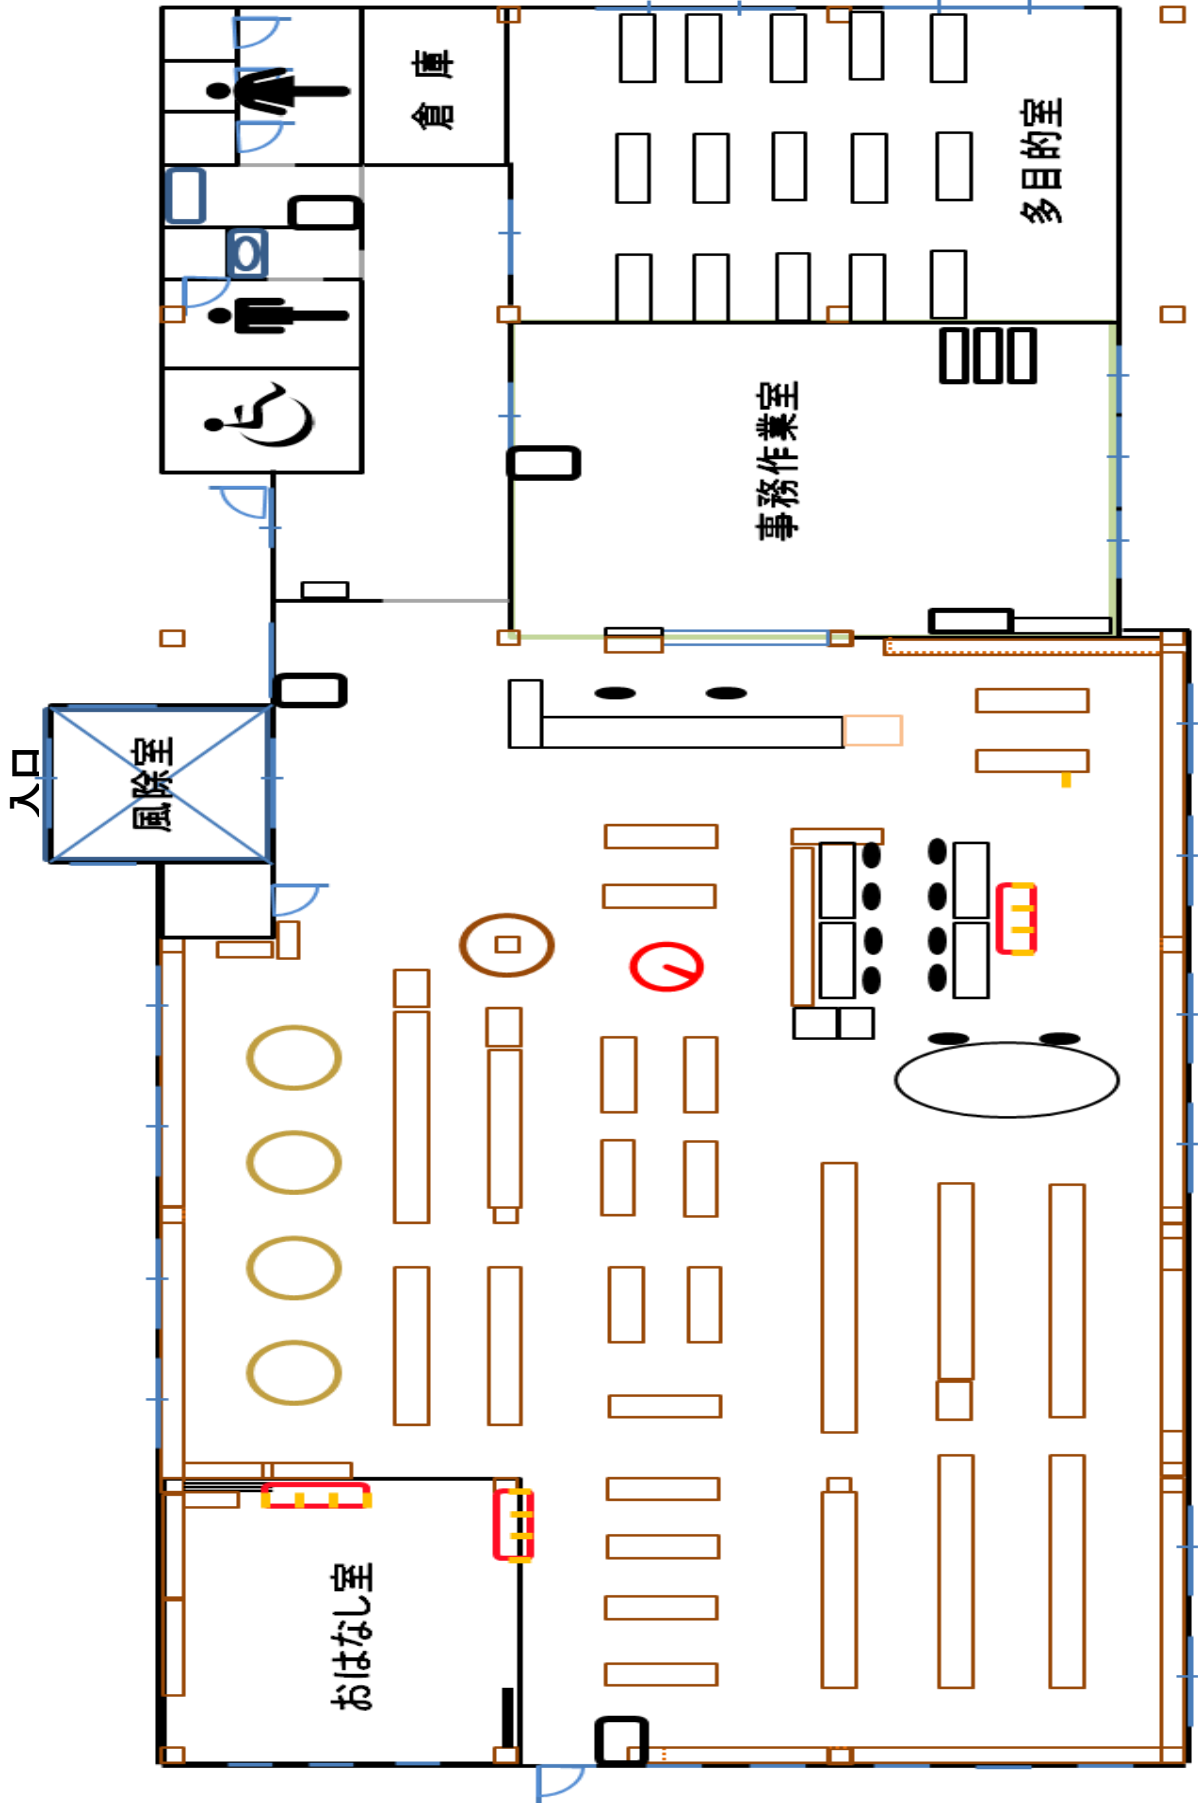 倉庫
多目的室
事務作業室
入口
風除室
おはなし室